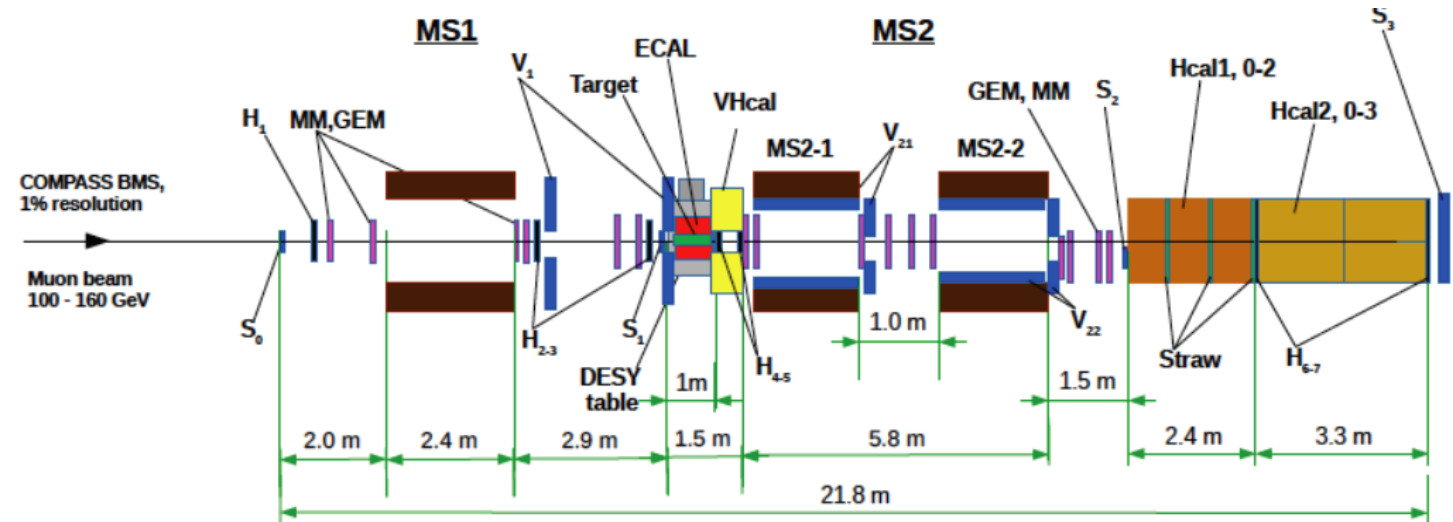 MS1
MS2
S₃
ECAL
V₁
Target
VHcal
GEM, MM
S₂
Hcal1, 0-2
Hcal2, 0-3
H₁
MM,GEM
MS2-1
V₂₁
MS2-2
COMPASS BMS,
1% resolution
Muon beam
100 - 160 GeV
S₀
H₂₋₃
S₁
DESY
table
1m
H₄₋₅
1.0 m
V₂₂
Straw
H₆₋₇
1.5 m
2.0 m
2.4 m
2.9 m
1.5 m
5.8 m
2.4 m
3.3 m
21.8 m